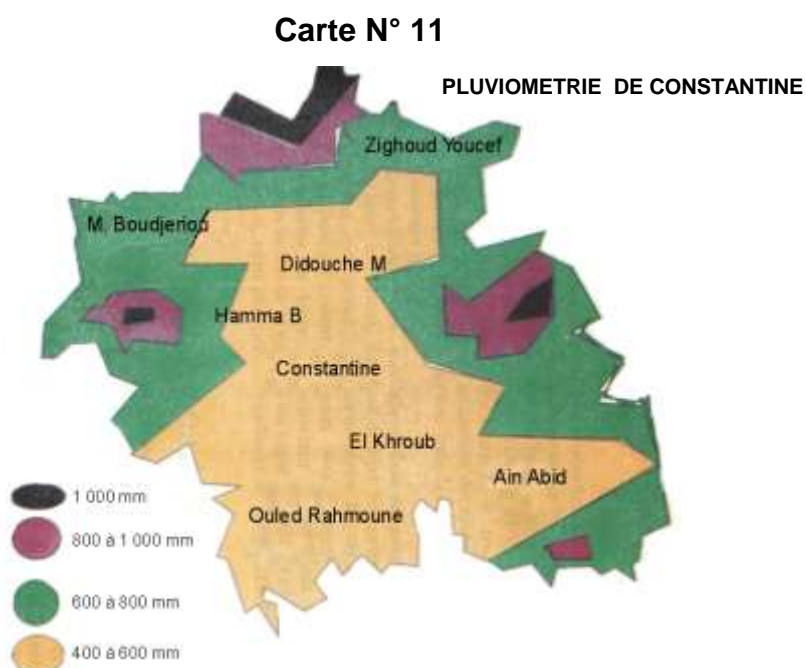 Carte N° 11
PLUVIOMETRIE DE CONSTANTINE
Zighoud Youcef
M. Boudjeriou
Didouche M
Hamma B
Constantine
El Khroub
Ain Abid
Ouled Rahmoune
1 000 mm
800 à 1 000 mm
600 à 800 mm
400 à 600 mm